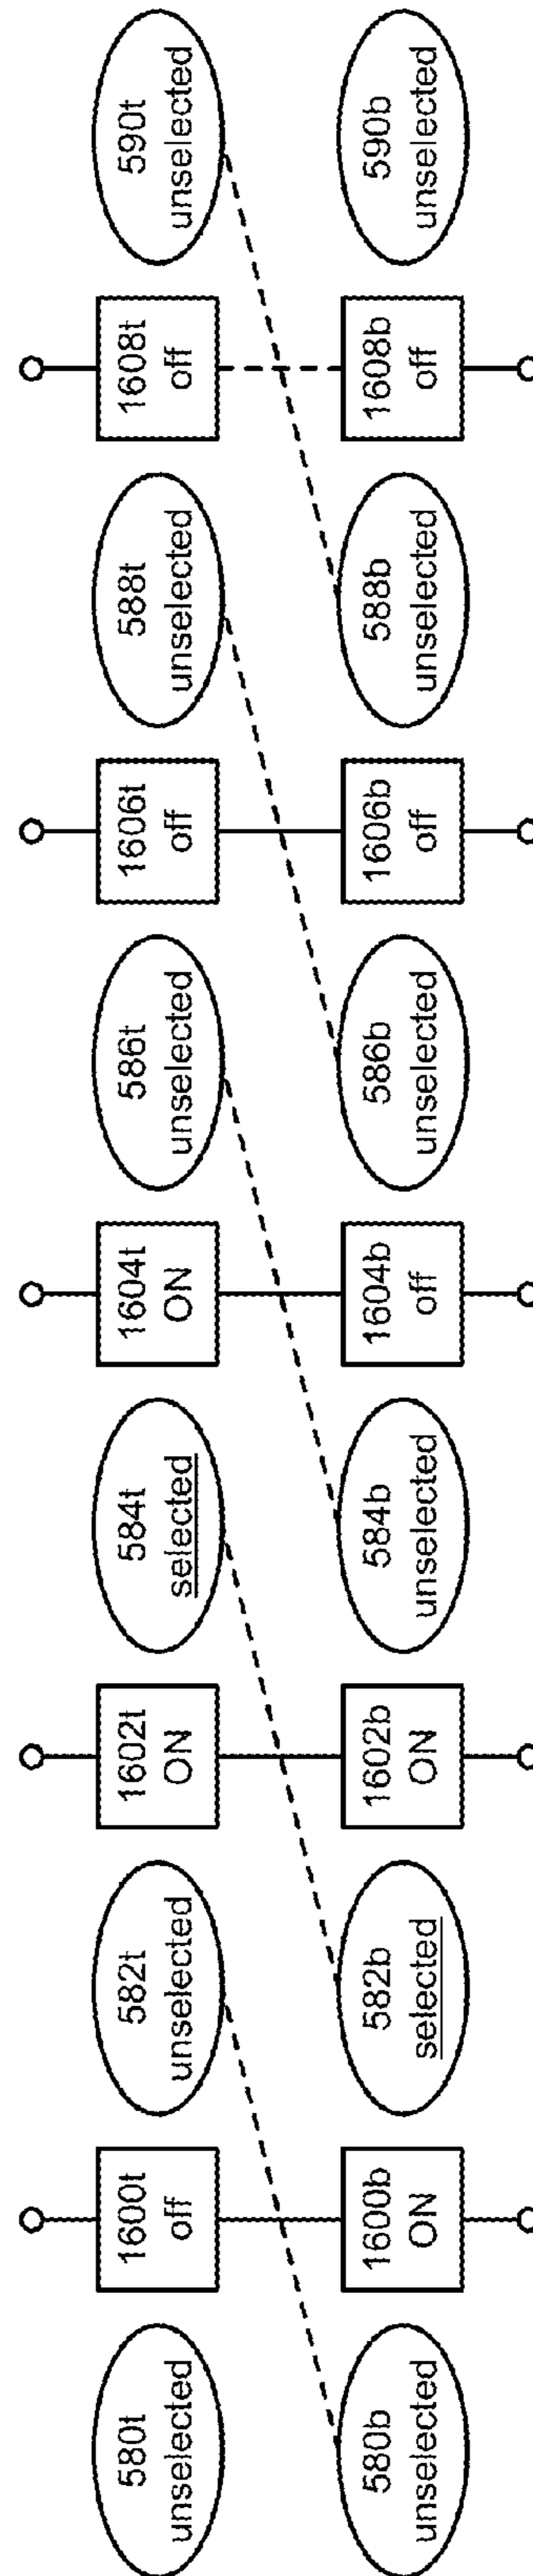 580t
unselected
1600t
off
582t
unselected
1602t
ON
584t
selected
1604t
ON
586t
unselected
1606t
off
588t
unselected
1608t
off
590t
unselected
580b
unselected
1600b
ON
582b
selected
1602b
ON
584b
unselected
1604b
off
586b
unselected
1606b
off
588b
unselected
1608b
off
590b
unselected